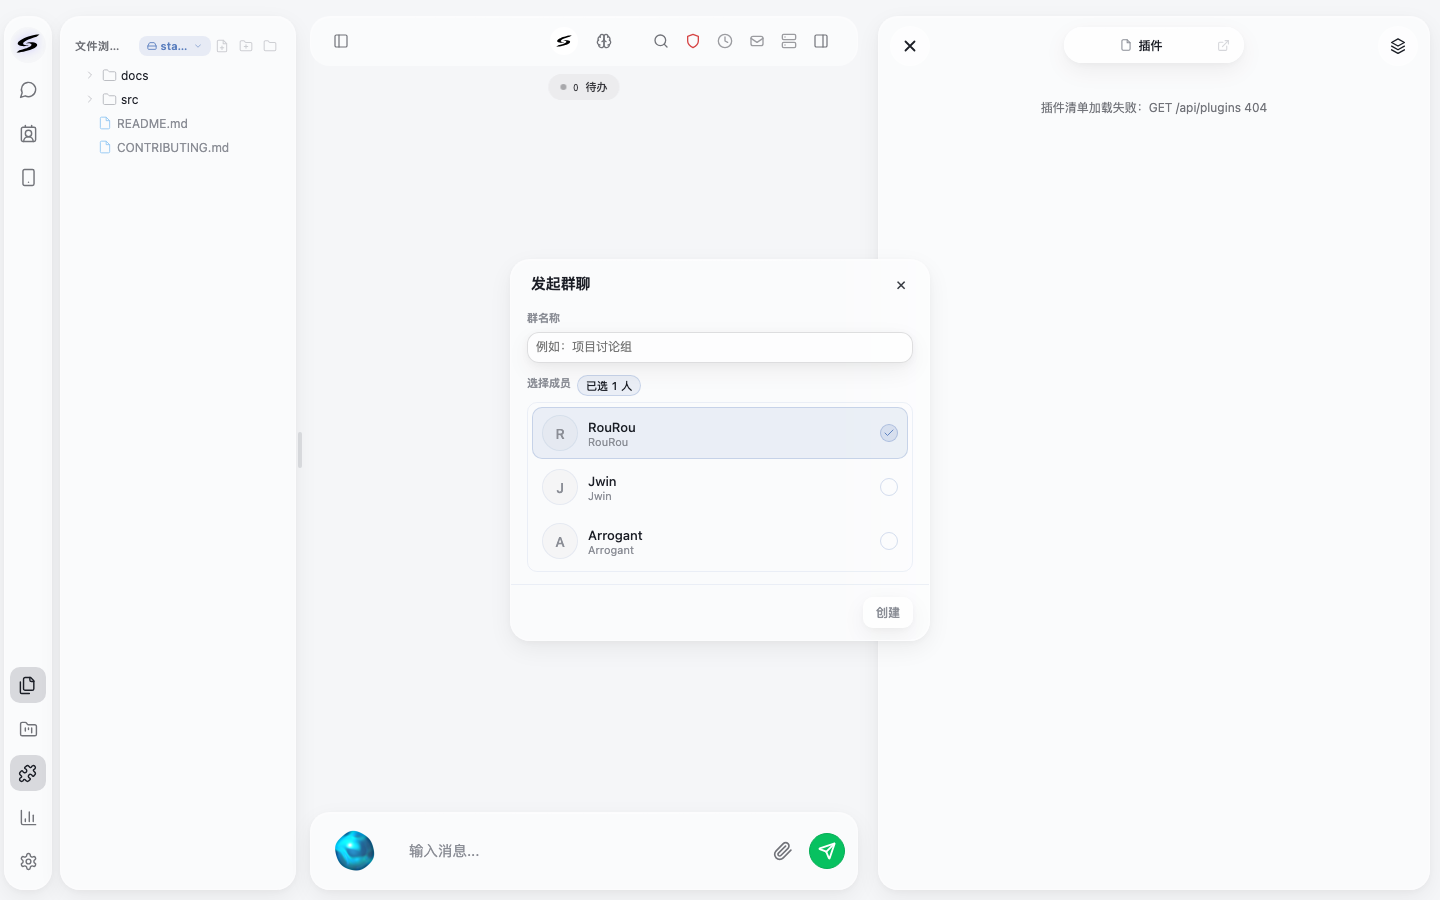 文件浏...
sta...
docs
src
README.md
CONTRIBUTING.md
0 待办
插件
插件清单加载失败：GET /api/plugins 404
发起群聊
群名称
例如：项目讨论组
选择成员
已选 1 人
R
RouRou
RouRou
J
Jwin
Jwin
A
Arrogant
Arrogant
创建
输入消息...